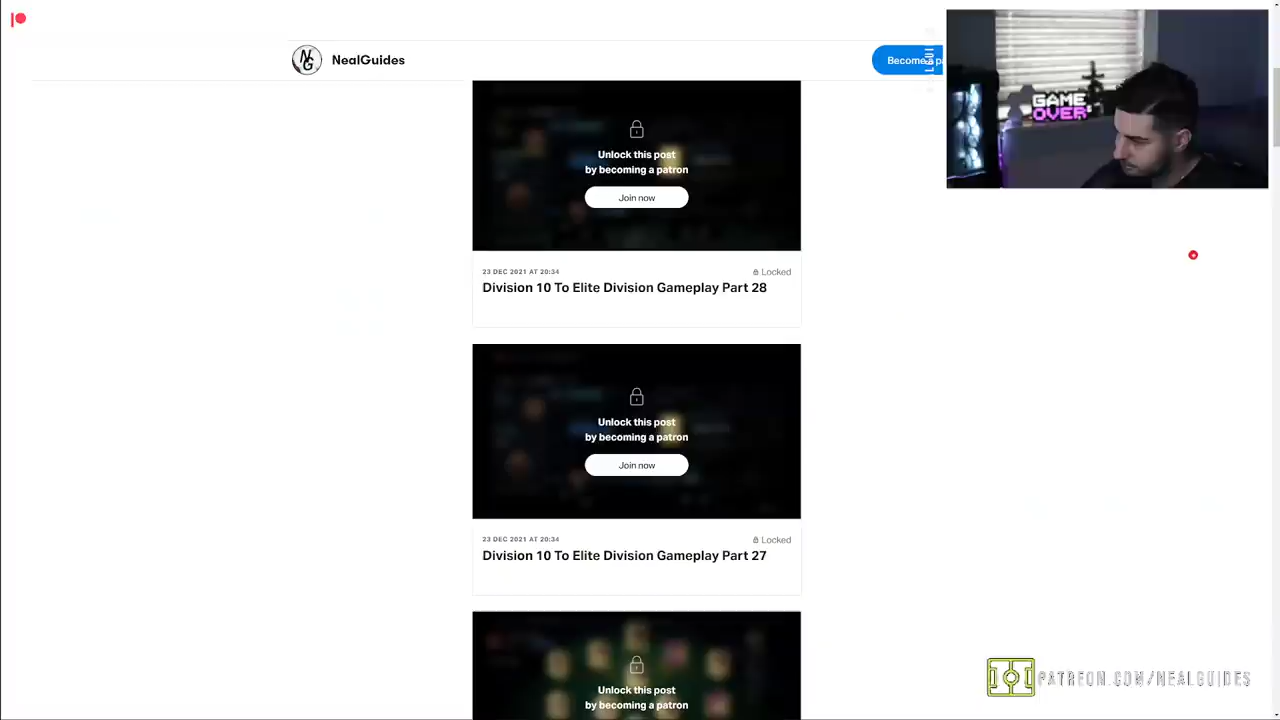 NG
NealGuides
Become a pa
GAME
OVER
Unlock this post
by becoming a patron
Join now
23 DEC 2021 AT 20:34
Locked
Division 10 To Elite Division Gameplay Part 28
Unlock this post
by becoming a patron
Join now
23 DEC 2021 AT 20:34
Locked
Division 10 To Elite Division Gameplay Part 27
Unlock this post
by becoming a patron
PATREON.COM/NEALGUIDES